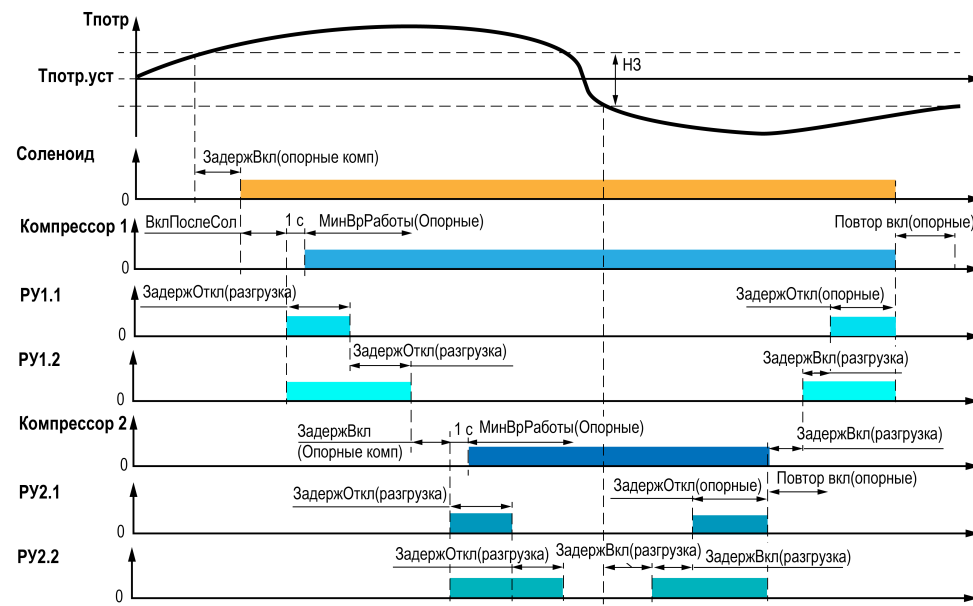 Тпотр
НЗ
Тпотр.уст
Соленоид
ЗадержВкл(опорные комп)
0
Компрессор 1
ВклПослеСол
1 с
МинВрРаботы(Опорные)
Повтор вкл(опорные)
0
РУ1.1
ЗадержОткл(разгрузка)
ЗадержОткл(опорные)
0
РУ1.2
ЗадержОткл(разгрузка)
ЗадержВкл(разгрузка)
0
Компрессор 2
ЗадержВкл
(Опорные комп)
1 с
МинВрРаботы(Опорные)
ЗадержВкл(разгрузка)
0
РУ2.1
ЗадержОткл(разгрузка)
ЗадержОткл(опорные)
Повтор вкл(опорные)
0
РУ2.2
ЗадержОткл(разгрузка)
ЗадержВкл(разгрузка)
ЗадержВкл(разгрузка)
0